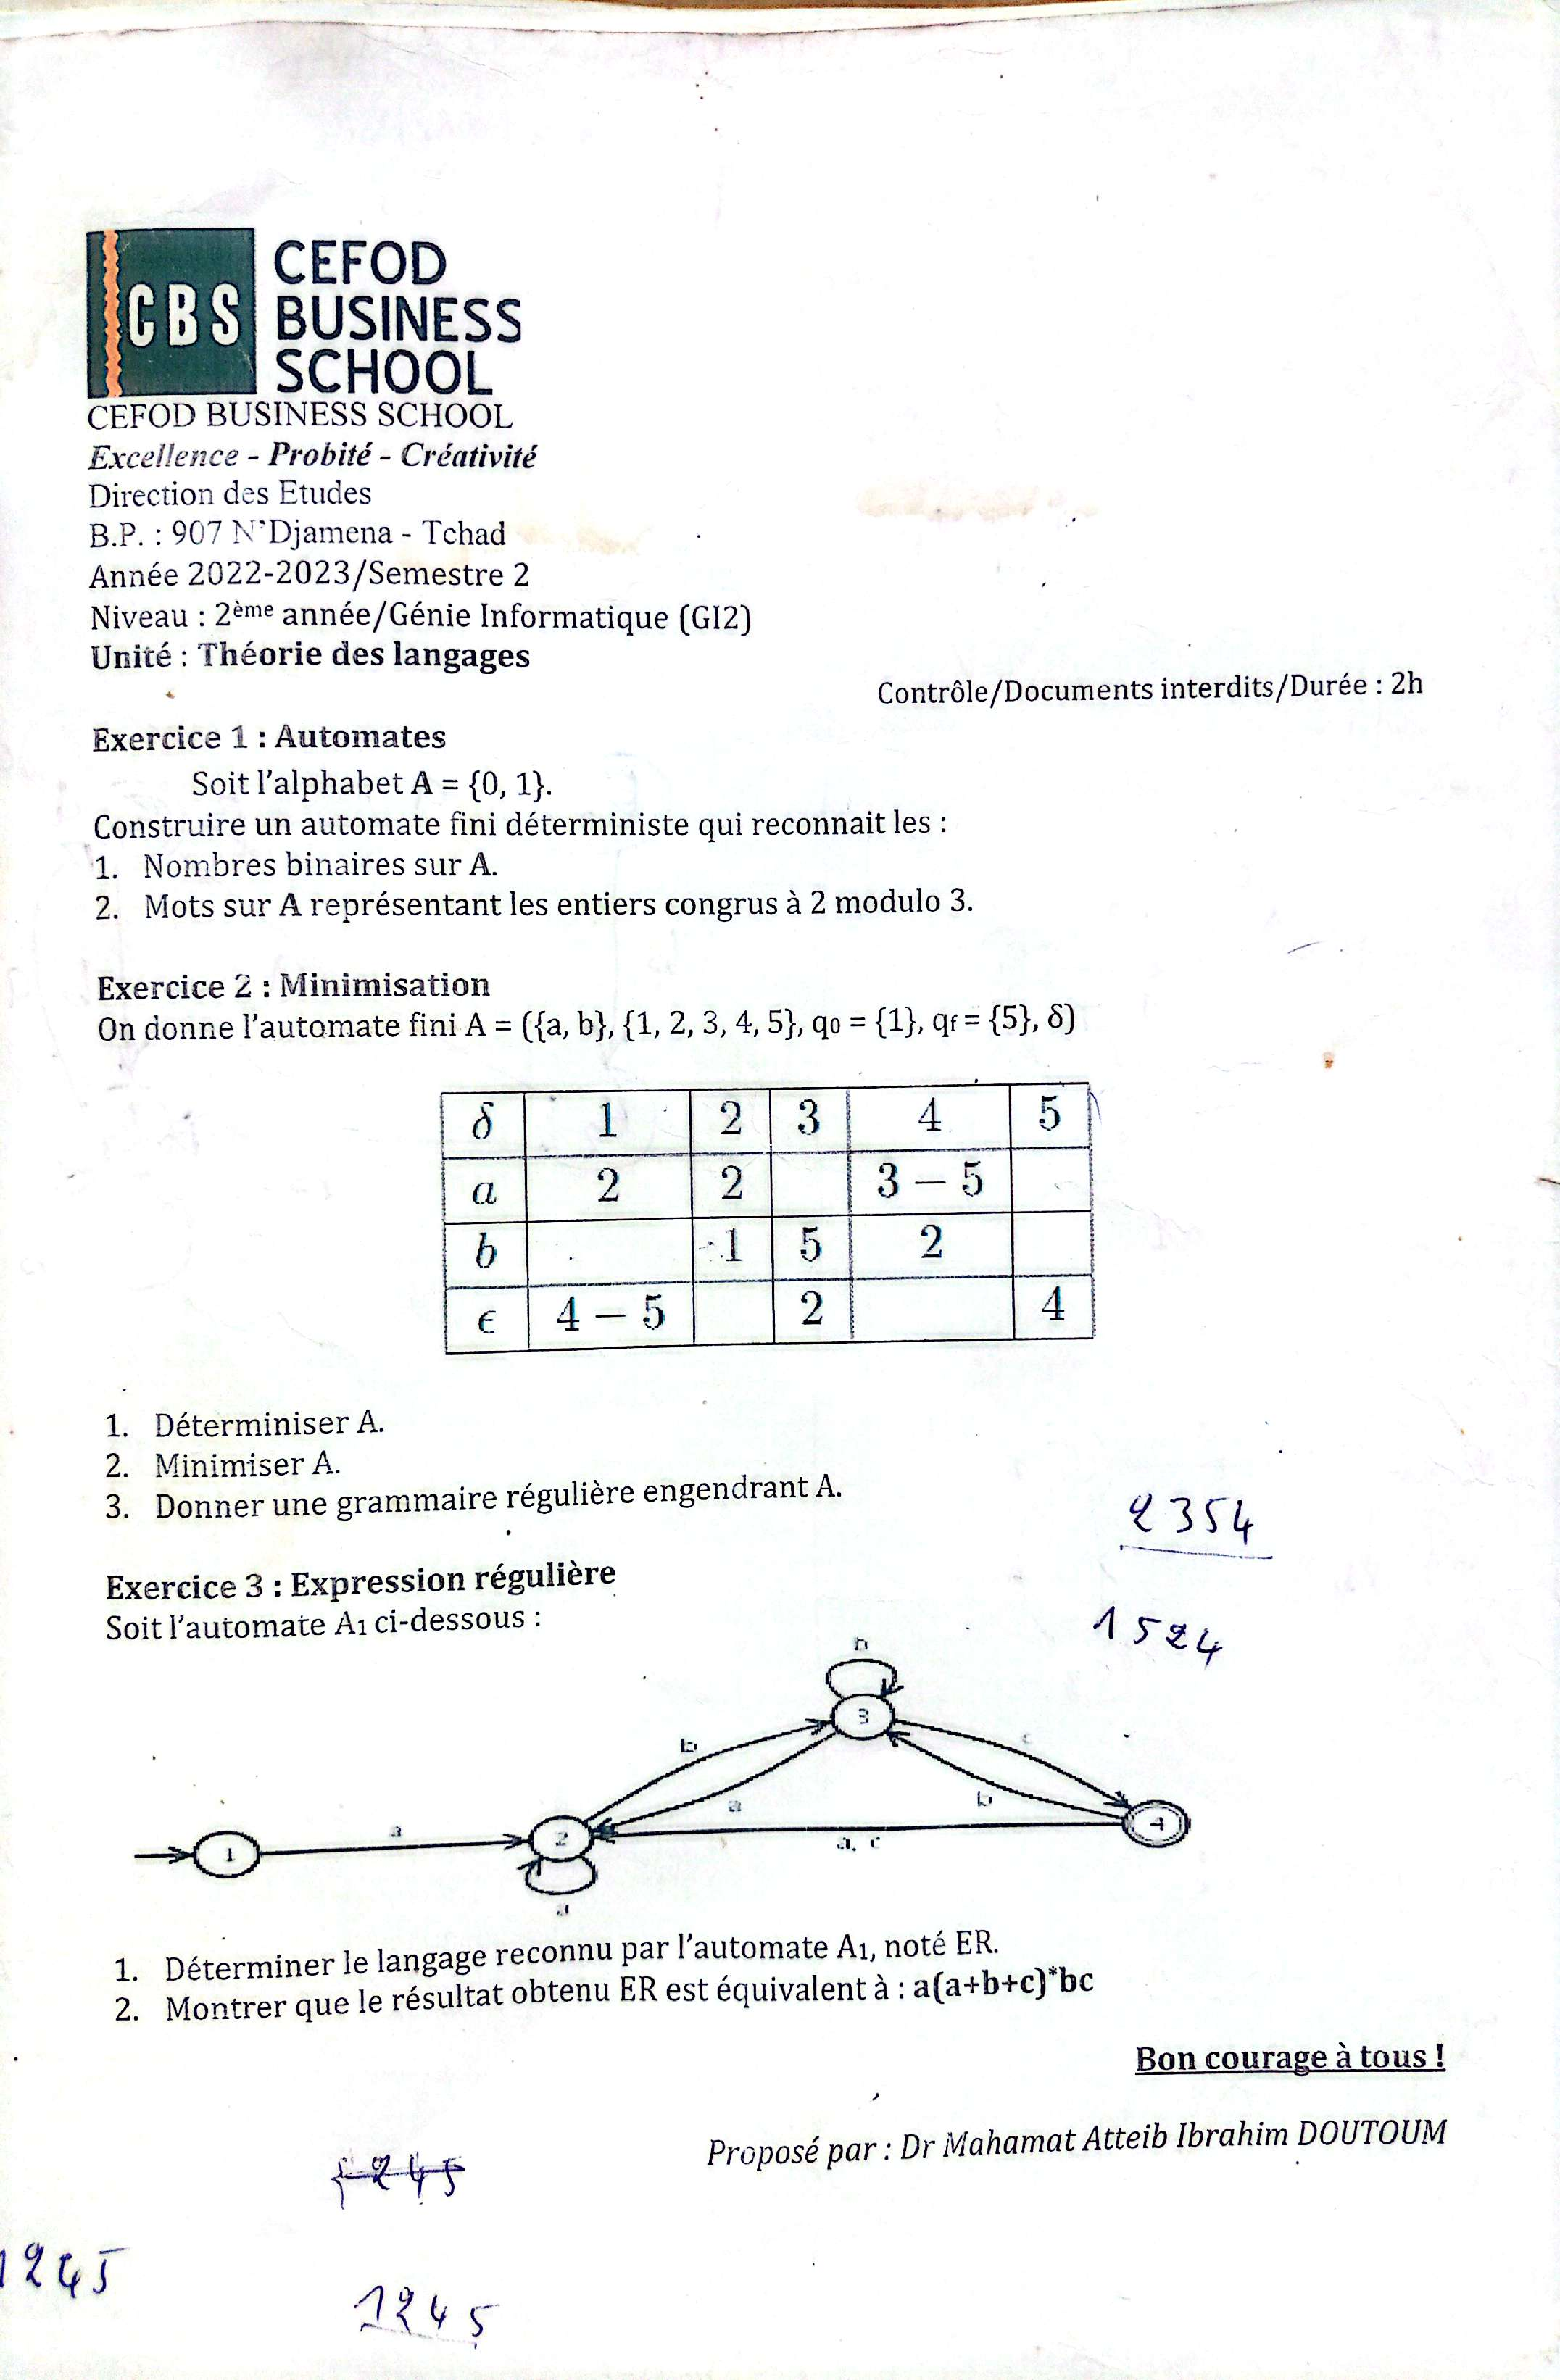 CBS
CEFOD
BUSINESS
SCHOOL
CEFOD BUSINESS SCHOOL
Excellence - Probité - Créativité
Direction des Etudes
B.P. : 907 N'Djamena - Tchad
Année 2022-2023/Semestre 2
Niveau : 2ème année/Génie Informatique (GI2)
Unité : Théorie des langages
Contrôle/Documents interdits/Durée : 2h
Exercice 1 : Automates
Soit l'alphabet A = {0, 1}.
Construire un automate fini déterministe qui reconnait les :
1. Nombres binaires sur A.
2. Mots sur A représentant les entiers congrus à 2 modulo 3.
Exercice 2 : Minimisation
On donne l'automate fini A = ({a, b}, {1, 2, 3, 4, 5}, q0 = {1}, qf = {5}, δ)
δ 1 2 3 4 5
a 2 2 3 – 5
b 1 5 2
ϵ 4 – 5 2 4
1. Déterminiser A.
2. Minimiser A.
3. Donner une grammaire régulière engendrant A.
2354
Exercice 3 : Expression régulière
Soit l'automate A1 ci-dessous :
1524
3
b
c
a
b
1
a
2
4
a, c
a
1. Déterminer le langage reconnu par l'automate A1, noté ER.
2. Montrer que le résultat obtenu ER est équivalent à : a(a+b+c)*bc
Bon courage à tous !
Proposé par : Dr Mahamat Atteib Ibrahim DOUTOUM
1245
1245